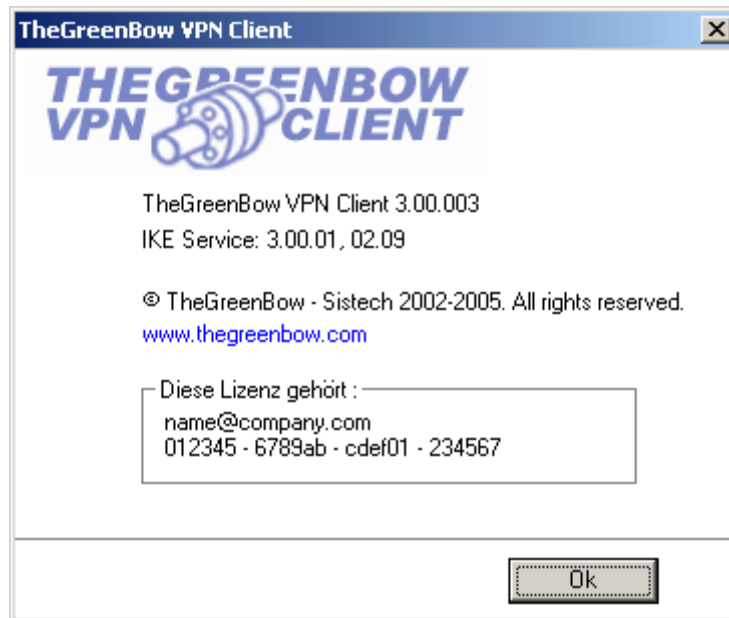 TheGreenBow VPN Client
THEGREENBOW
VPN CLIENT
TheGreenBow VPN Client 3.00.003
IKE Service: 3.00.01, 02.09
© TheGreenBow - Sistech 2002-2005. All rights reserved.
www.thegreenbow.com
Diese Lizenz gehört :
name@company.com
012345 - 6789ab - cdef01 - 234567
Ok